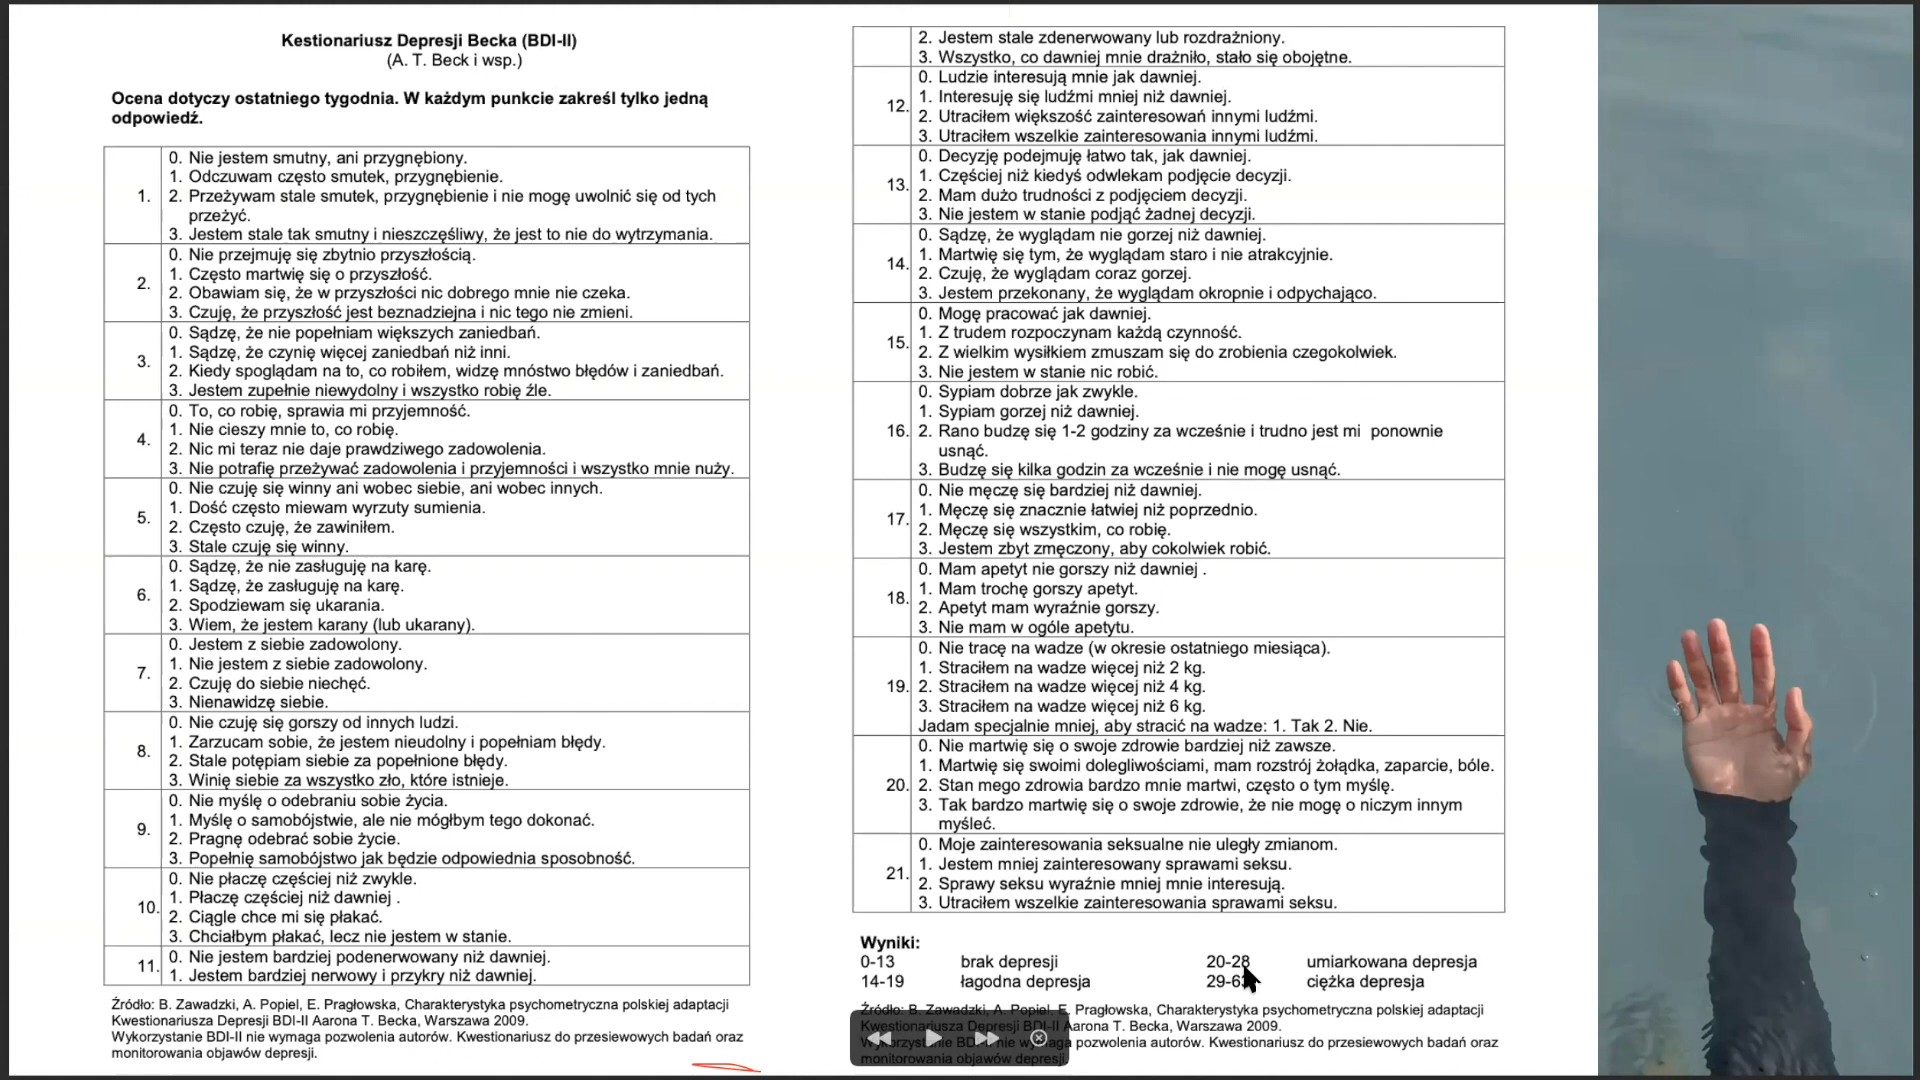 Kestionariusz Depresji Becka (BDI-II)
(A. T. Beck i wsp.)
Ocena dotyczy ostatniego tygodnia. W każdym punkcie zakreśl tylko jedną
odpowiedź.
1.
0. Nie jestem smutny, ani przygnębiony.
1. Odczuwam często smutek, przygnębienie.
2. Przeżywam stale smutek, przygnębienie i nie mogę uwolnić się od tych
przeżyć.
3. Jestem stale tak smutny i nieszczęśliwy, że jest to nie do wytrzymania.
2.
0. Nie przejmuję się zbytnio przyszłością.
1. Często martwię się o przyszłość.
2. Obawiam się, że w przyszłości nic dobrego mnie nie czeka.
3. Czuję, że przyszłość jest beznadziejna i nic tego nie zmieni.
3.
0. Sądzę, że nie popełniam większych zaniedbań.
1. Sądzę, że czynię więcej zaniedbań niż inni.
2. Kiedy spoglądam na to, co robiłem, widzę mnóstwo błędów i zaniedbań.
3. Jestem zupełnie niewydolny i wszystko robię źle.
4.
0. To, co robię, sprawia mi przyjemność.
1. Nie cieszy mnie to, co robię.
2. Nic mi teraz nie daje prawdziwego zadowolenia.
3. Nie potrafię przeżywać zadowolenia i przyjemności i wszystko mnie nuży.
5.
0. Nie czuję się winny ani wobec siebie, ani wobec innych.
1. Dość często miewam wyrzuty sumienia.
2. Często czuję, że zawiniłem.
3. Stale czuję się winny.
6.
0. Sądzę, że nie zasługuję na karę.
1. Sądzę, że zasługuję na karę.
2. Spodziewam się ukarania.
3. Wiem, że jestem karany (lub ukarany).
7.
0. Jestem z siebie zadowolony.
1. Nie jestem z siebie zadowolony.
2. Czuję do siebie niechęć.
3. Nienawidzę siebie.
8.
0. Nie czuję się gorszy od innych ludzi.
1. Zarzucam sobie, że jestem nieudolny i popełniam błędy.
2. Stale potępiam siebie za popełnione błędy.
3. Winię siebie za wszystko zło, które istnieje.
9.
0. Nie myślę o odebraniu sobie życia.
1. Myślę o samobójstwie, ale nie mógłbym tego dokonać.
2. Pragnę odebrać sobie życie.
3. Popełnię samobójstwo jak będzie odpowiednia sposobność.
10.
0. Nie płaczę częściej niż zwykle.
1. Płaczę częściej niż dawniej .
2. Ciągle chce mi się płakać.
3. Chciałbym płakać, lecz nie jestem w stanie.
11.
0. Nie jestem bardziej podenerwowany niż dawniej.
1. Jestem bardziej nerwowy i przykry niż dawniej.
Źródło: B. Zawadzki, A. Popiel, E. Pragłowska, Charakterystyka psychometryczna polskiej adaptacji
Kwestionariusza Depresji BDI-II Aarona T. Becka, Warszawa 2009.
Wykorzystanie BDI-II nie wymaga pozwolenia autorów. Kwestionariusz do przesiewowych badań oraz
monitorowania objawów depresji.
2. Jestem stale zdenerwowany lub rozdrażniony.
3. Wszystko, co dawniej mnie drażniło, stało się obojętne.
12.
0. Ludzie interesują mnie jak dawniej.
1. Interesuję się ludźmi mniej niż dawniej.
2. Utraciłem większość zainteresowań innymi ludźmi.
3. Utraciłem wszelkie zainteresowania innymi ludźmi.
13.
0. Decyzję podejmuję łatwo tak, jak dawniej.
1. Częściej niż kiedyś odwlekam podjęcie decyzji.
2. Mam dużo trudności z podjęciem decyzji.
3. Nie jestem w stanie podjąć żadnej decyzji.
14.
0. Sądzę, że wyglądam nie gorzej niż dawniej.
1. Martwię się tym, że wyglądam staro i nie atrakcyjnie.
2. Czuję, że wyglądam coraz gorzej.
3. Jestem przekonany, że wyglądam okropnie i odpychająco.
15.
0. Mogę pracować jak dawniej.
1. Z trudem rozpoczynam każdą czynność.
2. Z wielkim wysiłkiem zmuszam się do zrobienia czegokolwiek.
3. Nie jestem w stanie nic robić.
16.
0. Sypiam dobrze jak zwykle.
1. Sypiam gorzej niż dawniej.
2. Rano budzę się 1-2 godziny za wcześnie i trudno jest mi ponownie
usnąć.
3. Budzę się kilka godzin za wcześnie i nie mogę usnąć.
17.
0. Nie męczę się bardziej niż dawniej.
1. Męczę się znacznie łatwiej niż poprzednio.
2. Męczę się wszystkim, co robię.
3. Jestem zbyt zmęczony, aby cokolwiek robić.
18.
0. Mam apetyt nie gorszy niż dawniej .
1. Mam trochę gorszy apetyt.
2. Apetyt mam wyraźnie gorszy.
3. Nie mam w ogóle apetytu.
19.
0. Nie tracę na wadze (w okresie ostatniego miesiąca).
1. Straciłem na wadze więcej niż 2 kg.
2. Straciłem na wadze więcej niż 4 kg.
3. Straciłem na wadze więcej niż 6 kg.
Jadam specjalnie mniej, aby stracić na wadze: 1. Tak 2. Nie.
20.
0. Nie martwię się o swoje zdrowie bardziej niż zawsze.
1. Martwię się swoimi dolegliwościami, mam rozstrój żołądka, zaparcie, bóle.
2. Stan mego zdrowia bardzo mnie martwi, często o tym myślę.
3. Tak bardzo martwię się o swoje zdrowie, że nie mogę o niczym innym
myśleć.
21.
0. Moje zainteresowania seksualne nie uległy zmianom.
1. Jestem mniej zainteresowany sprawami seksu.
2. Sprawy seksu wyraźnie mniej mnie interesują.
3. Utraciłem wszelkie zainteresowania sprawami seksu.
Wyniki:
0-13 brak depresji 20-28 umiarkowana depresja
14-19 łagodna depresja ciężka depresja
Źródło: B. Zawadzki, A. Popiel, E. Pragłowska, Charakterystyka psychometryczna polskiej adaptacji
Kwestionariusza Depresji BDI-II Aarona T. Becka, Warszawa 2009.
Wykorzystanie BDI-II nie wymaga pozwolenia autorów. Kwestionariusz do przesiewowych badań oraz
monitorowania objawów depresji.